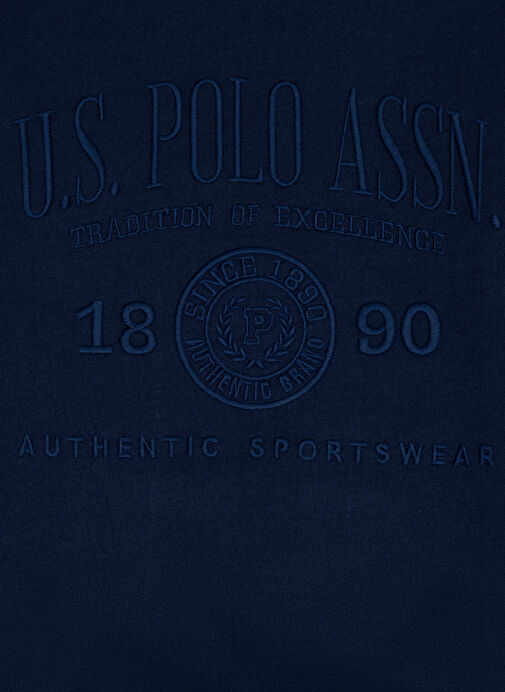 U.S. POLO ASSN.
TRADITION OF EXCELLENCE
SINCE 1890
18 P 90
AUTHENTIC BRAND
AUTHENTIC SPORTSWEAR